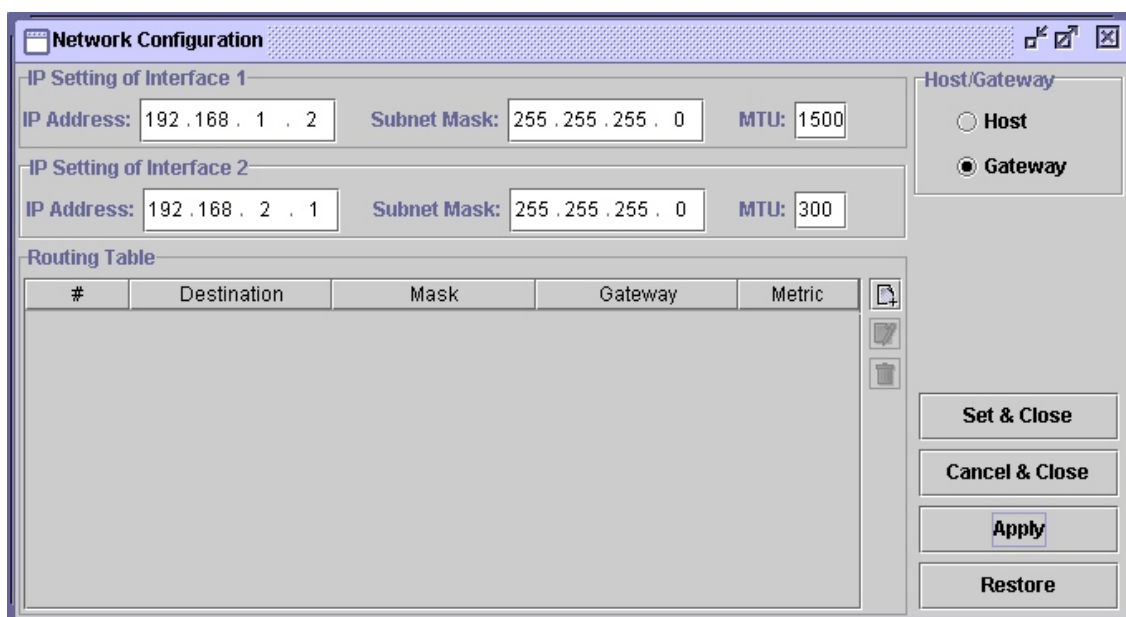 Network Configuration
IP Setting of Interface 1
IP Address: 192.168. 1 . 2 Subnet Mask: 255.255.255. 0 MTU: 1500
IP Setting of Interface 2
IP Address: 192.168. 2 . 1 Subnet Mask: 255.255.255. 0 MTU: 300
Host/Gateway
Host
Gateway
Routing Table
# Destination Mask Gateway Metric
Set & Close
Cancel & Close
Apply
Restore